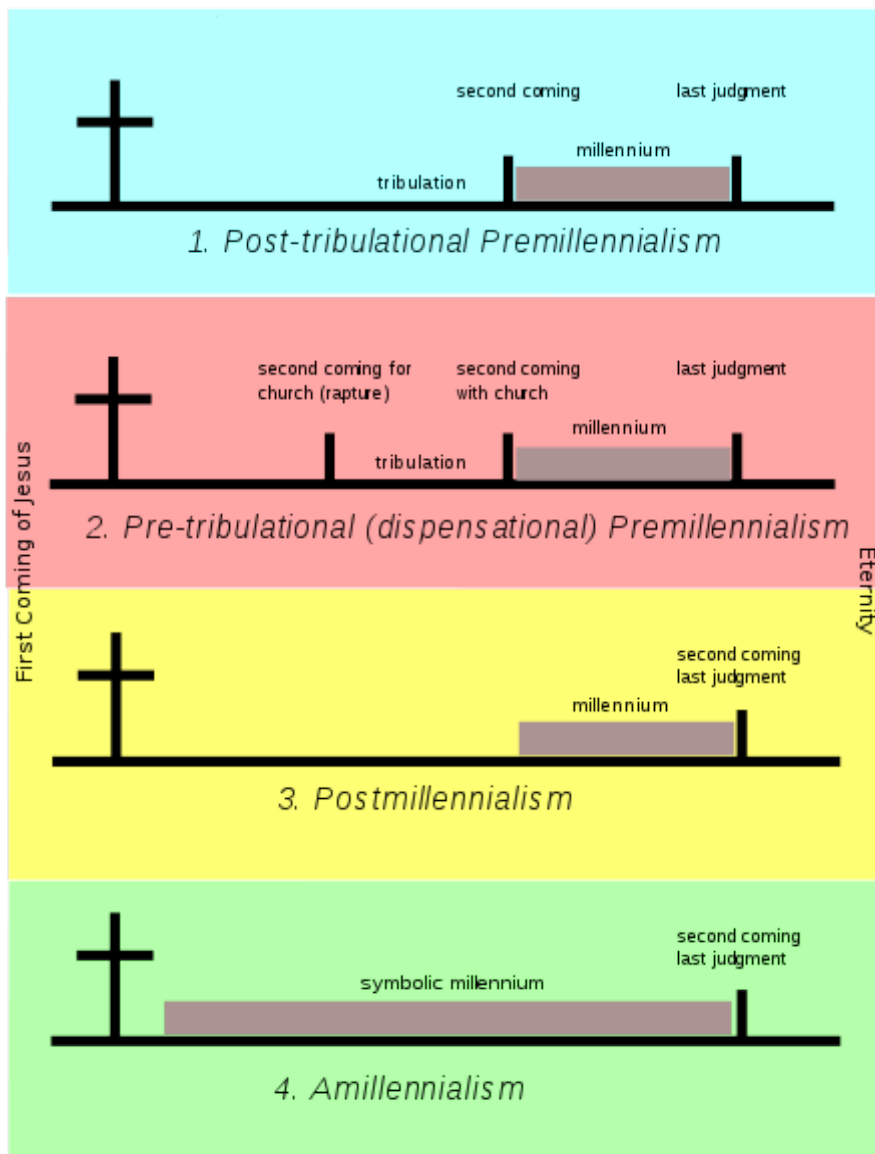 second coming
last judgment
millennium
tribulation
1. Post-tribulational Premillennialism
second coming for
church (rapture)
second coming
with church
last judgment
millennium
tribulation
2. Pre-tribulational (dispensational) Premillennialism
First Coming of Jesus
Eternity
second coming
last judgment
millennium
3. Postmillennialism
second coming
last judgment
symbolic millennium
4. Amillennialism